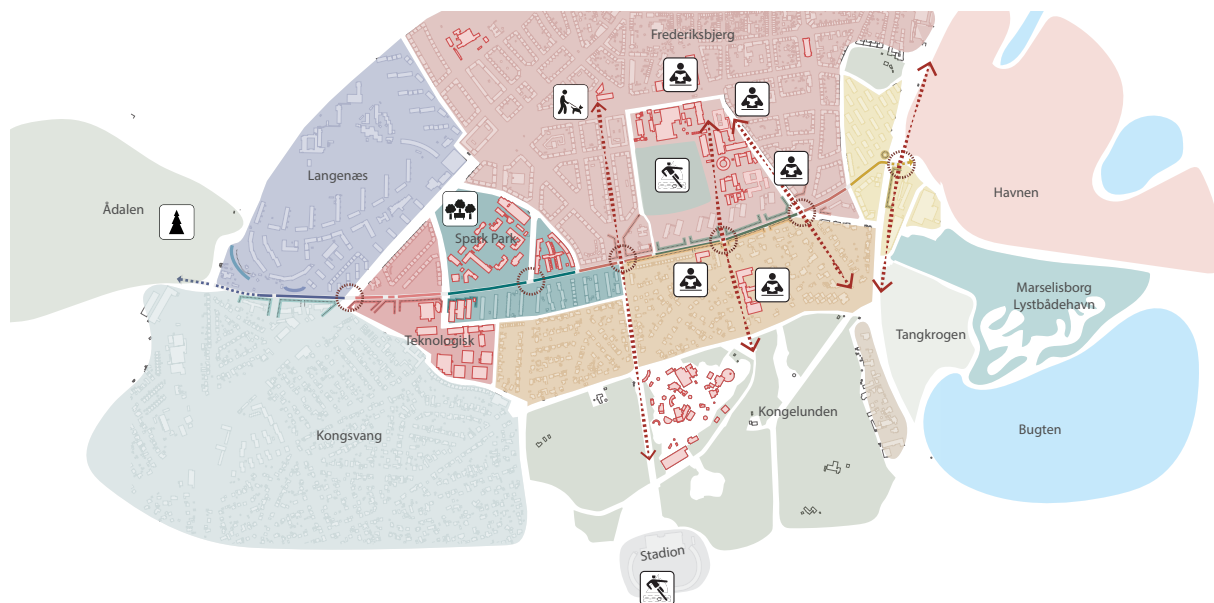 Frederiksbjerg
Langenæs
Ådalen
Havnen
Spark Park
Marselisborg
Lystbådehavn
Tangkrogen
Teknologisk
Kongelunden
Kongsvang
Bugten
Stadion